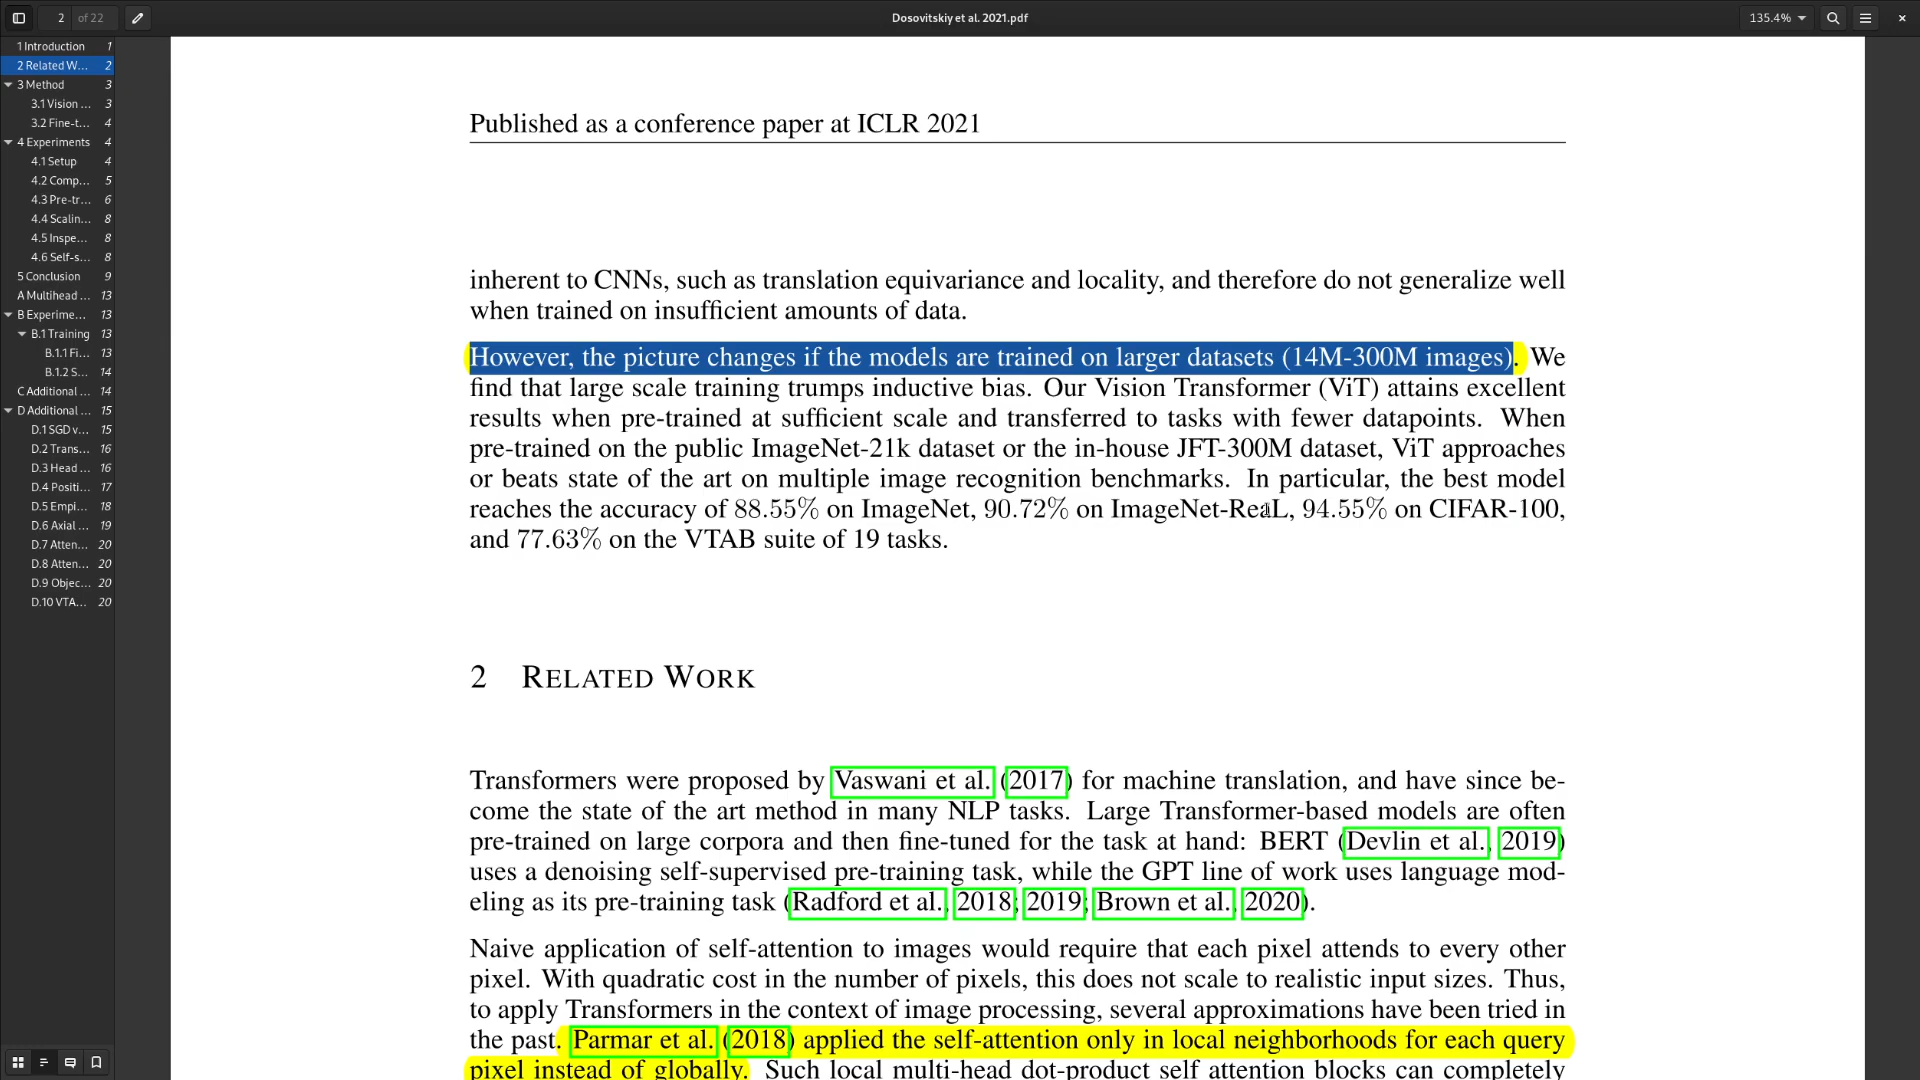 2 of 22
Dosovitskiy et al. 2021.pdf
135.4%
1 Introduction 1
2 Related W... 2
3 Method 3
3.1 Vision ... 3
3.2 Fine-t... 4
4 Experiments 4
4.1 Setup 4
4.2 Comp... 5
4.3 Pre-tr... 6
4.4 Scalin... 8
4.5 Inspe... 8
4.6 Self-s... 8
5 Conclusion 9
A Multihead ... 13
B Experime... 13
B.1 Training 13
B.1.1 Fi... 13
B.1.2 S... 14
C Additional ... 14
D Additional ... 15
D.1 SGD v... 15
D.2 Trans... 16
D.3 Head ... 16
D.4 Positi... 17
D.5 Empi... 18
D.6 Axial ... 19
D.7 Atten... 20
D.8 Atten... 20
D.9 Objec... 20
D.10 VTA... 20
Published as a conference paper at ICLR 2021
inherent to CNNs, such as translation equivariance and locality, and therefore do not generalize well
when trained on insufficient amounts of data.
However, the picture changes if the models are trained on larger datasets (14M-300M images). We
find that large scale training trumps inductive bias. Our Vision Transformer (ViT) attains excellent
results when pre-trained at sufficient scale and transferred to tasks with fewer datapoints. When
pre-trained on the public ImageNet-21k dataset or the in-house JFT-300M dataset, ViT approaches
or beats state of the art on multiple image recognition benchmarks. In particular, the best model
reaches the accuracy of 88.55% on ImageNet, 90.72% on ImageNet-ReaL, 94.55% on CIFAR-100,
and 77.63% on the VTAB suite of 19 tasks.
2 RELATED WORK
Transformers were proposed by Vaswani et al. (2017) for machine translation, and have since be-
come the state of the art method in many NLP tasks. Large Transformer-based models are often
pre-trained on large corpora and then fine-tuned for the task at hand: BERT (Devlin et al., 2019)
uses a denoising self-supervised pre-training task, while the GPT line of work uses language mod-
eling as its pre-training task (Radford et al., 2018; 2019; Brown et al., 2020).
Naive application of self-attention to images would require that each pixel attends to every other
pixel. With quadratic cost in the number of pixels, this does not scale to realistic input sizes. Thus,
to apply Transformers in the context of image processing, several approximations have been tried in
the past. Parmar et al. (2018) applied the self-attention only in local neighborhoods for each query
pixel instead of globally. Such local multi-head dot-product self attention blocks can completely